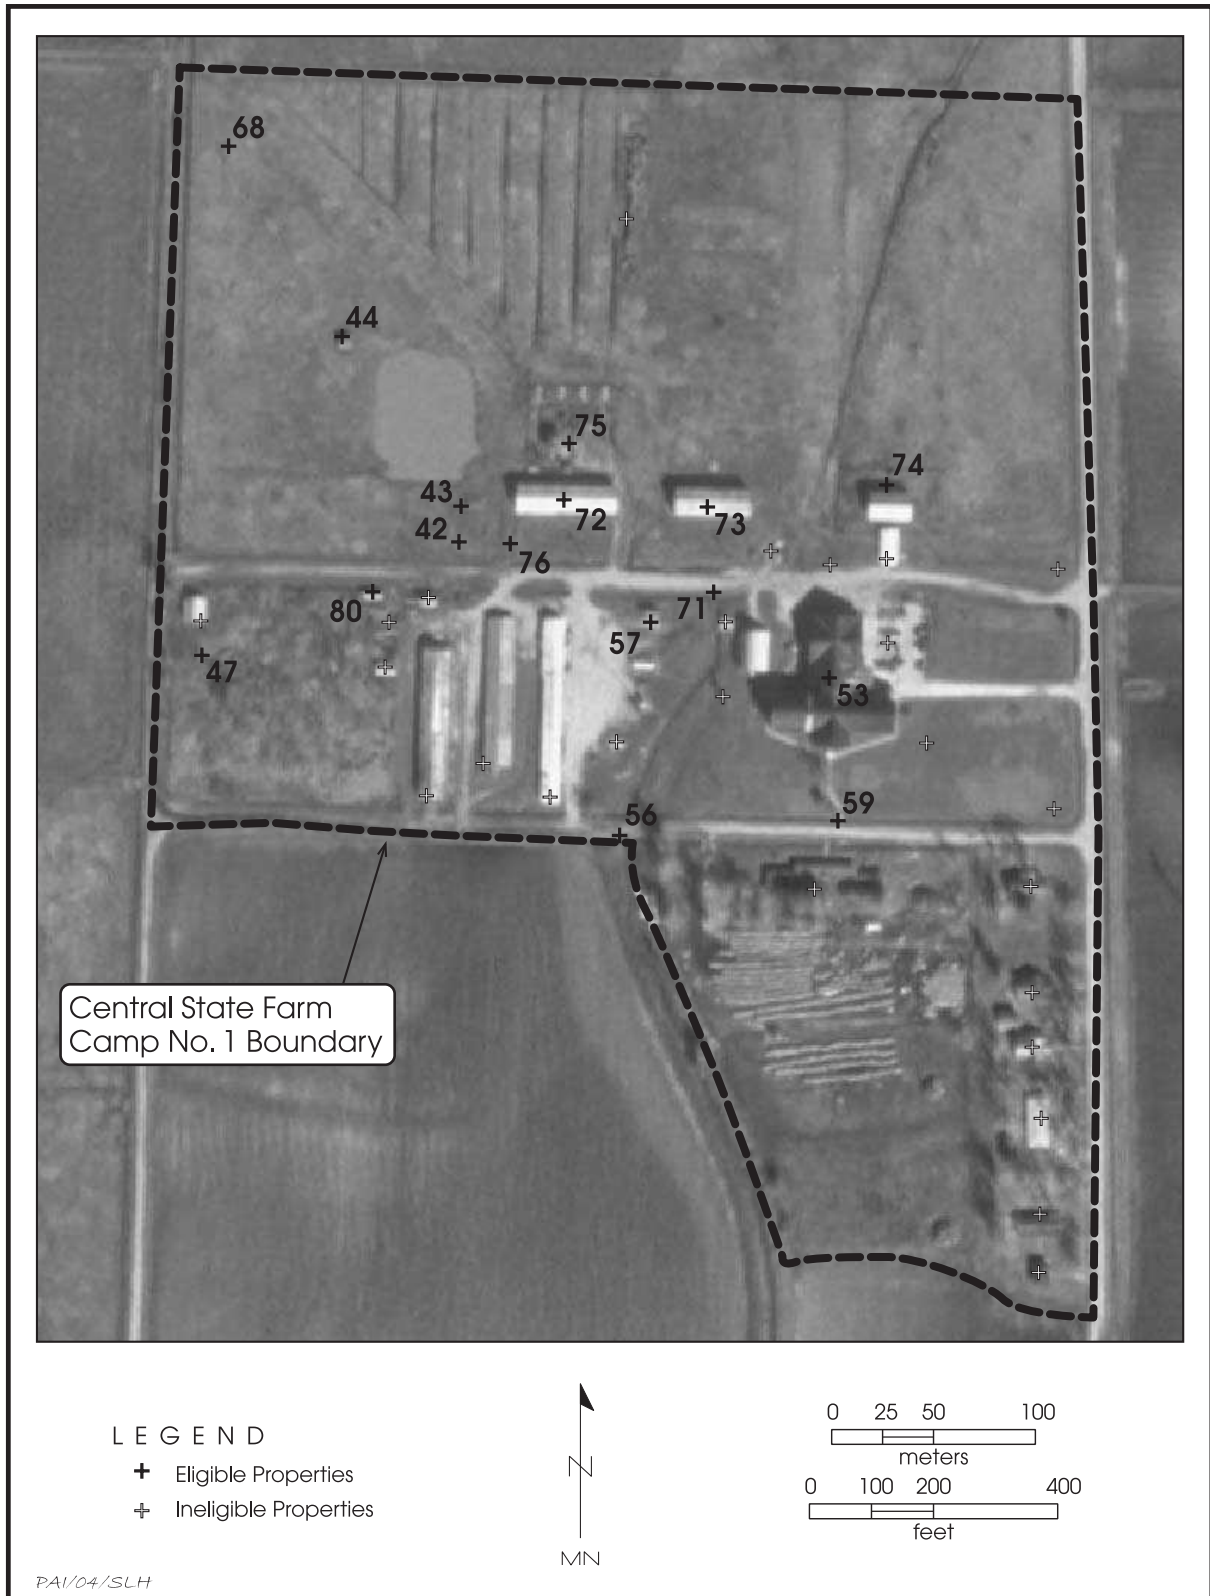 68
44
75
74
43
72
73
42
76
80
71
57
47
53
56
59
Central State Farm
Camp No. 1 Boundary
LEGEND
+ Eligible Properties
+ Ineligible Properties
N
MN
0 25 50 100
meters
0 100 200 400
feet
PAI/04/SLH